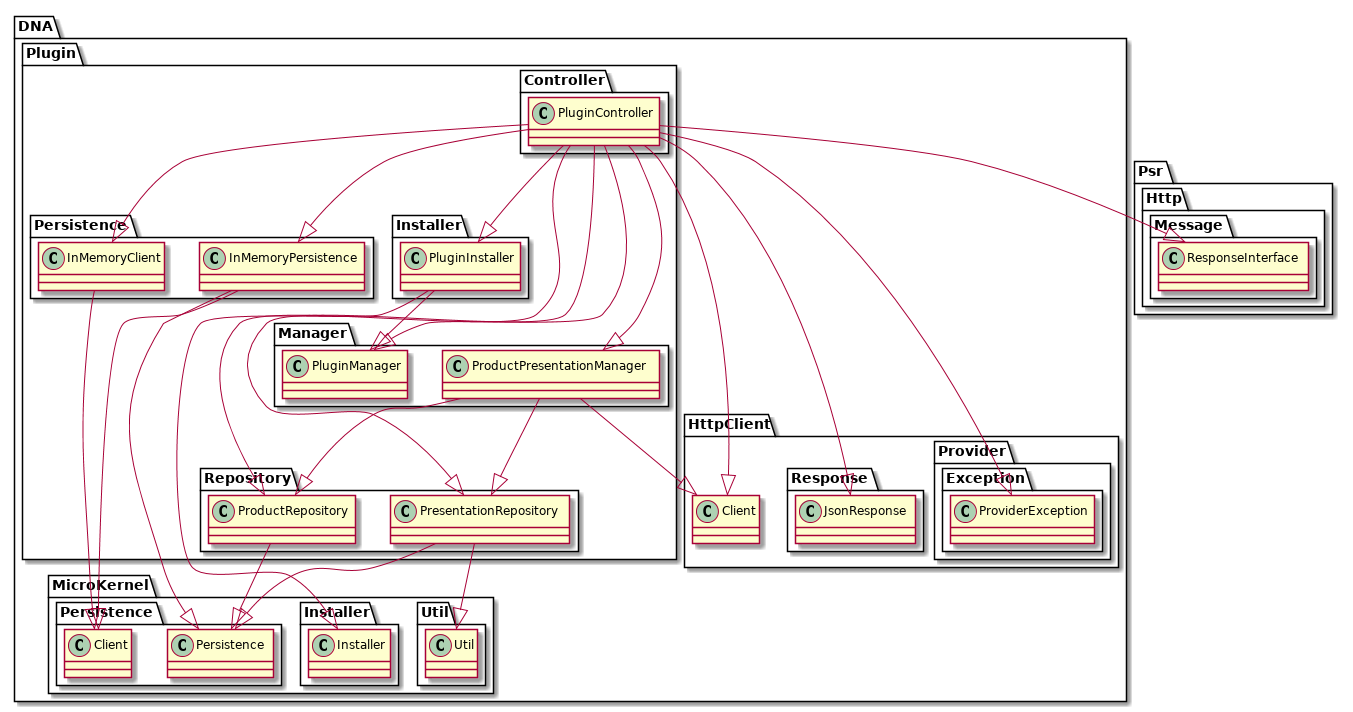 DNA
Plugin
Controller
C PluginController
Psr
Http
Message
C ResponseInterface
Persistence
C InMemoryClient
C InMemoryPersistence
Installer
C PluginInstaller
Manager
C PluginManager
C ProductPresentationManager
HttpClient
Provider
Exception
C ProviderException
Response
C JsonResponse
C Client
Repository
C ProductRepository
C PresentationRepository
MicroKernel
Persistence
C Client
C Persistence
Installer
C Installer
Util
C Util